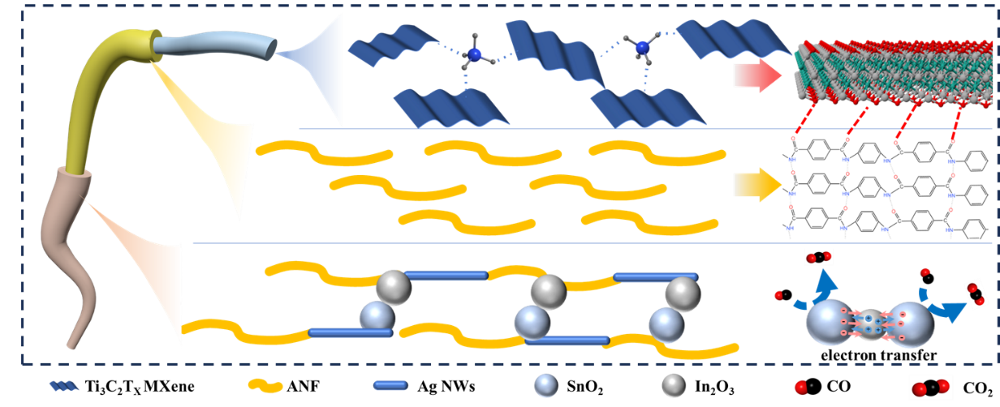 electron transfer
Ti₃C₂Tₓ MXene
ANF
Ag NWs
SnO₂
In₂O₃
CO
CO₂